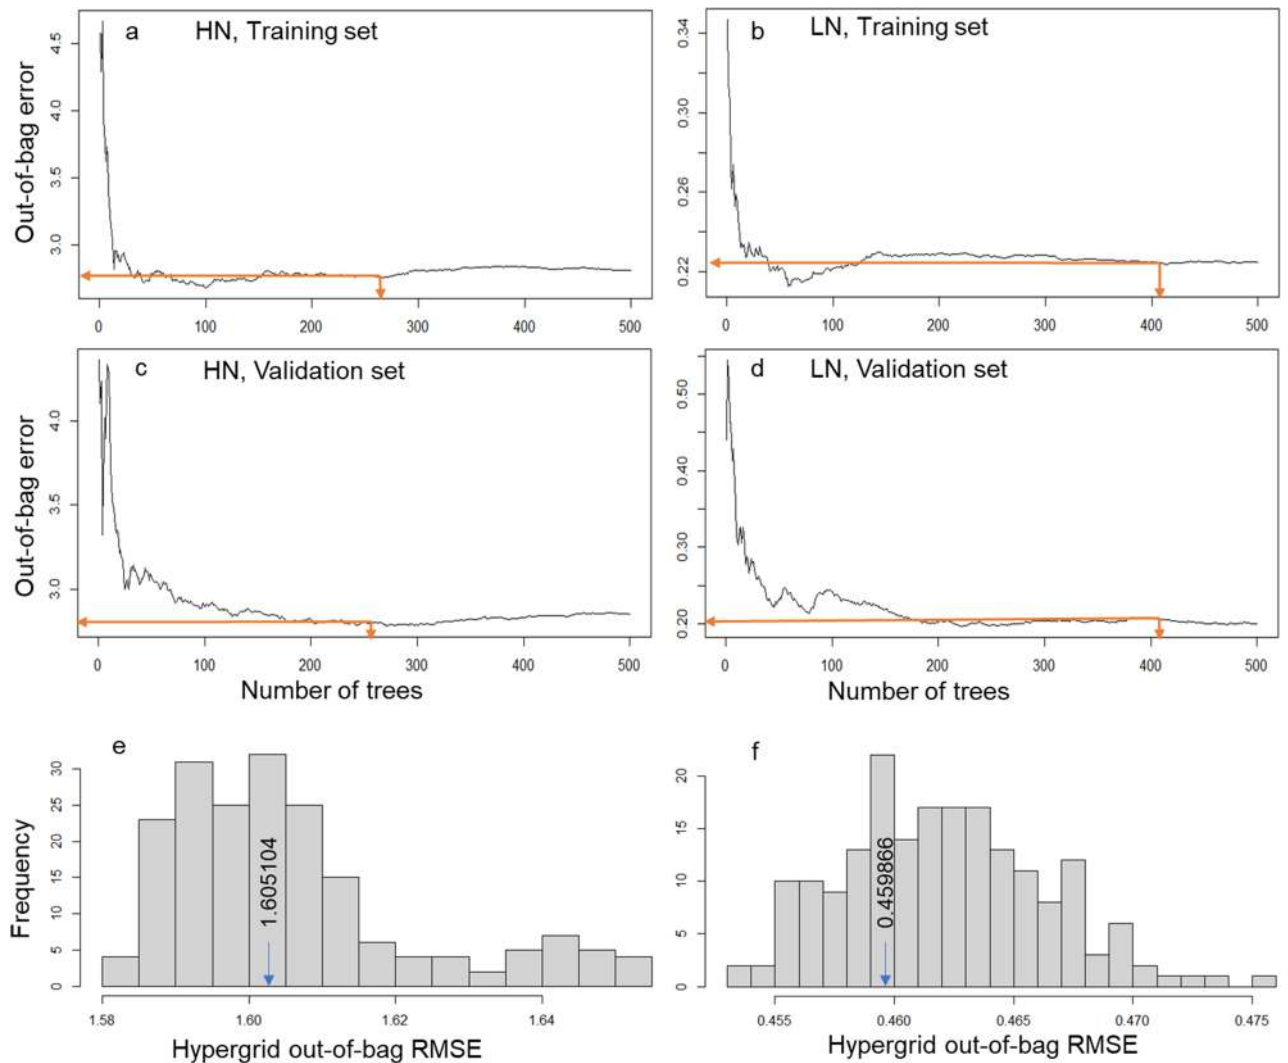 a HN, Training set
4.5
4.0
3.5
3.0
Out-of-bag error
0 100 200 300 400 500
b LN, Training set
0.34
0.30
0.26
0.22
0 100 200 300 400 500
c HN, Validation set
4.0
3.5
3.0
Out-of-bag error
0 100 200 300 400 500
Number of trees
d LN, Validation set
0.50
0.40
0.30
0.20
0 100 200 300 400 500
Number of trees
e
30
25
20
15
10
5
0
Frequency
1.605104
1.58 1.60 1.62 1.64
Hypergrid out-of-bag RMSE
f
20
15
10
5
0
0.459866
0.455 0.460 0.465 0.470 0.475
Hypergrid out-of-bag RMSE